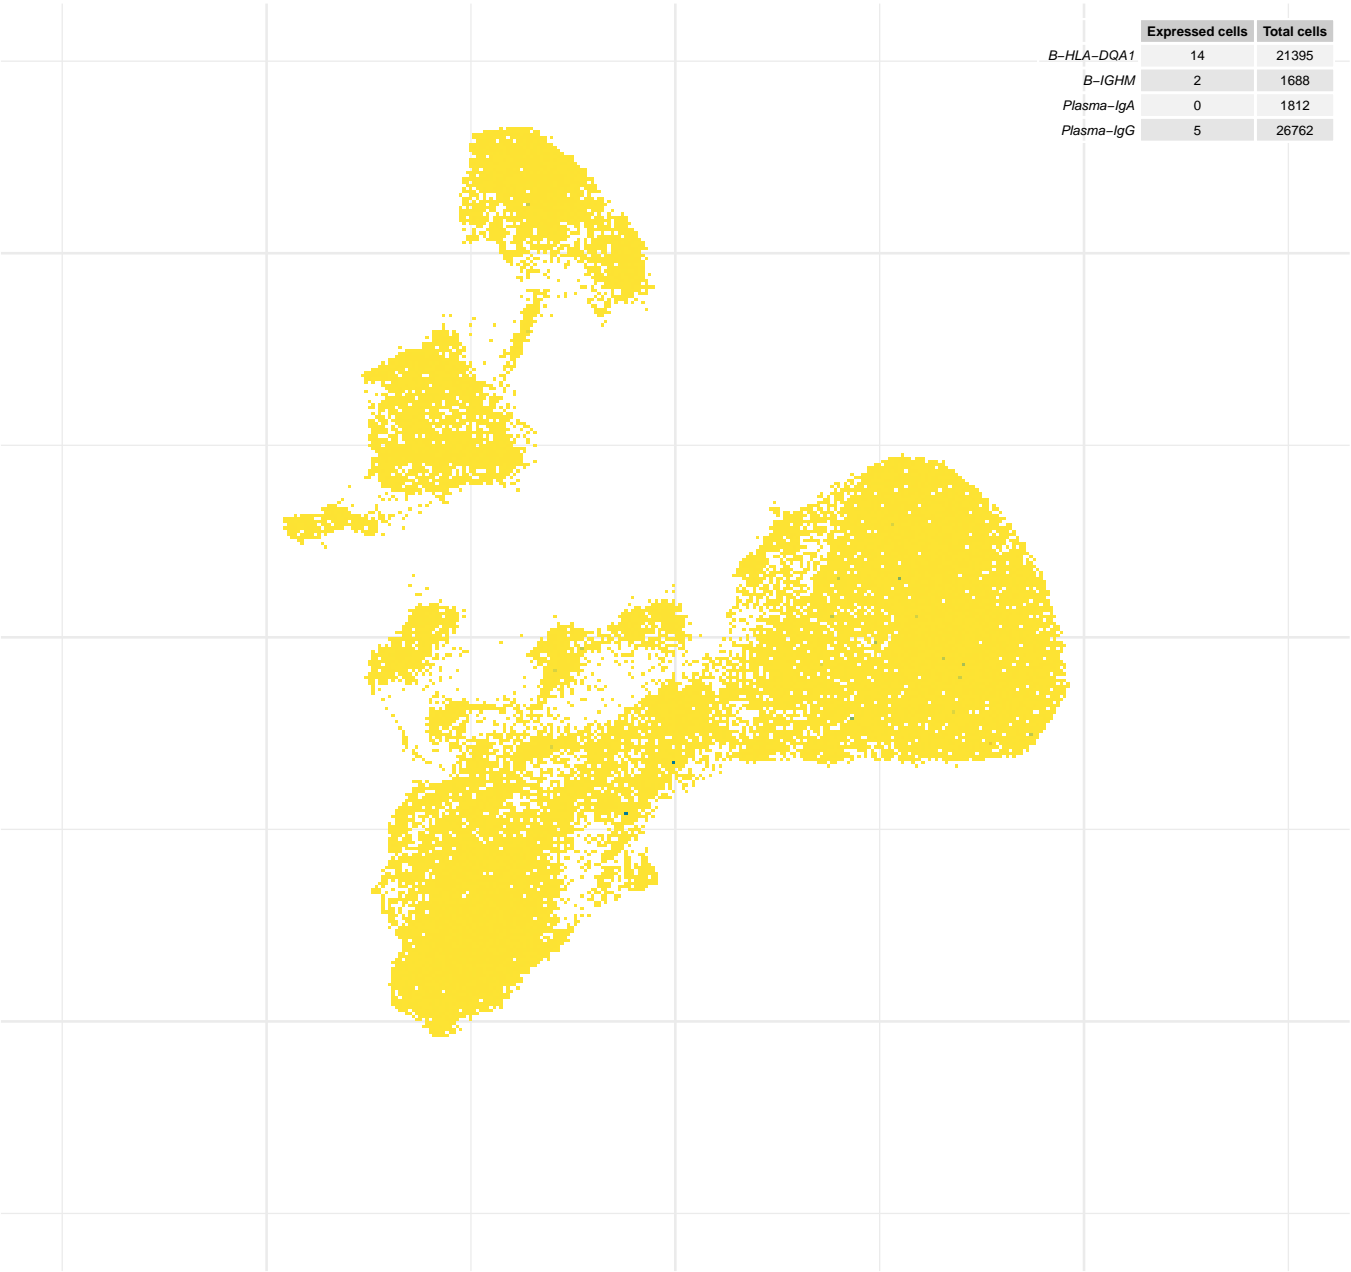 Expressed cells Total cells
B−HLA−DQA1 14 21395
B−IGHM 2 1688
Plasma−IgA 0 1812
Plasma−IgG 5 26762